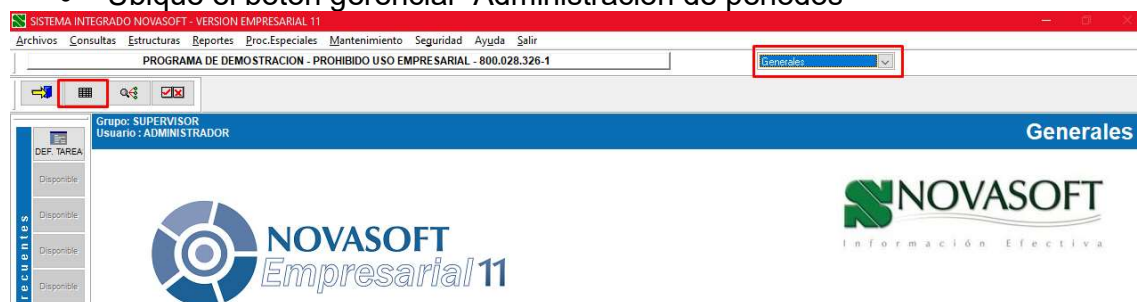 Ubique el botón gerencial "Administración de periodos"
SISTEMA INTEGRADO NOVASOFT - VERSION EMPRESARIAL 11
Archivos Consultas Estructuras Reportes Proc.Especiales Mantenimiento Seguridad Ayuda Salir
PROGRAMA DE DEMOSTRACION - PROHIBIDO USO EMPRESARIAL - 800.028.326-1
Generales
Grupo: SUPERVISOR
Usuario : ADMINISTRADOR
Generales
DEF. TAREA
Disponible
Disponible
Disponible
Disponible
recuentes
NOVASOFT
Información Efectiva
NOVASOFT
Empresarial 11